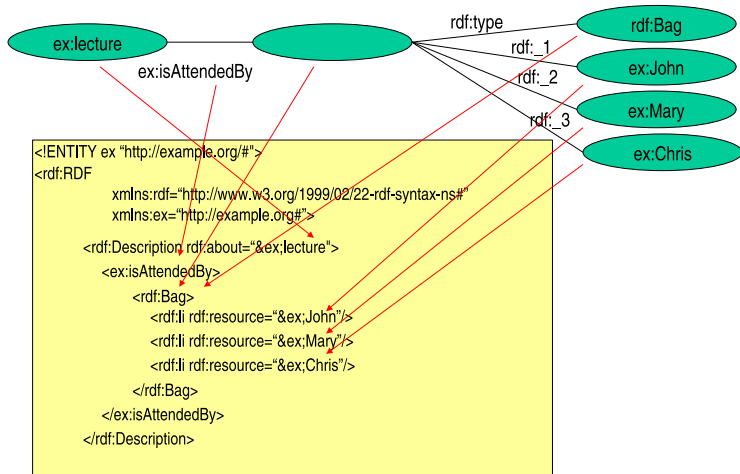 rdf:type
rdf:Bag
ex:lecture
rdf:_1
ex:John
ex:isAttendedBy
rdf:_2
ex:Mary
rdf:_3
ex:Chris
<!ENTITY ex “http://example.org/#">
<rdf:RDF
xmlns:rdf=“http://www.w3.org/1999/02/22-rdf-syntax-ns#”
xmlns:ex=“http://example.org#”>
<rdf:Description rdf:about=“&ex;lecture">
<ex:isAttendedBy>
<rdf:Bag>
<rdf:li rdf:resource=“&ex;John”/>
<rdf:li rdf:resource=“&ex;Mary”/>
<rdf:li rdf:resource=“&ex;Chris”/>
</rdf:Bag>
</ex:isAttendedBy>
</rdf:Description>